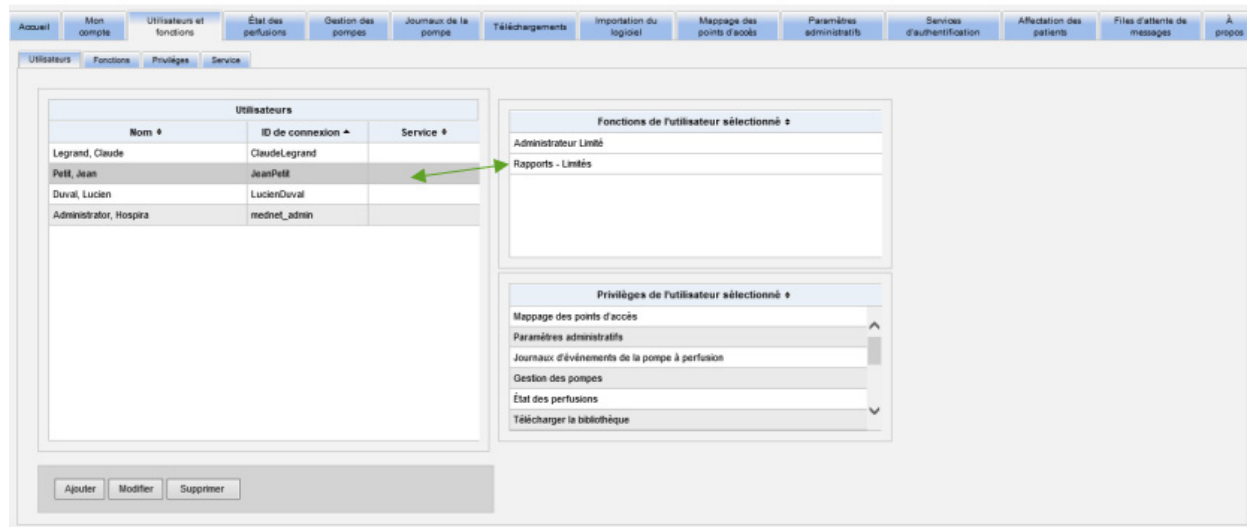 Accueil
Mon compte
Utilisateurs et fonctions
État des perfusions
Gestion des pompes
Journaux de la pompe
Téléchargements
Importation du logiciel
Mappage des points d'accès
Paramètres administratifs
Services d'authentification
Affectation des patients
Files d'attente de messages
À propos
Utilisateurs Fonctions Privilèges Service
Utilisateurs
Nom ID de connexion Service
Legrand, Claude ClaudeLegrand
Petit, Jean JeanPetit
Duval, Lucien LucienDuval
Administrator, Hospira mednet_admin
Fonctions de l'utilisateur sélectionné
Administrateur Limité
Rapports - Limités
Privilèges de l'utilisateur sélectionné
Mappage des points d'accès
Paramètres administratifs
Journaux d'événements de la pompe à perfusion
Gestion des pompes
État des perfusions
Télécharger la bibliothèque
Ajouter Modifier Supprimer